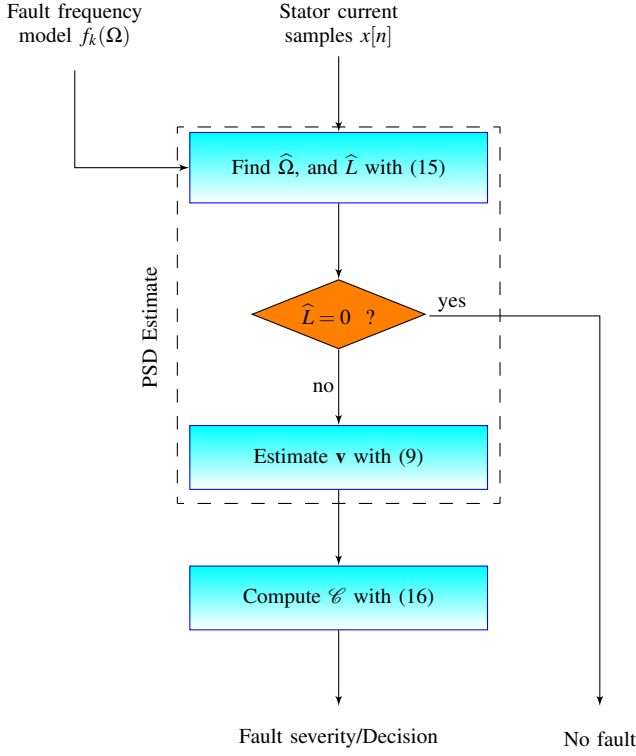 Fault frequency
model f_k(Ω)
Stator current
samples x[n]
Find Ω̂, and L̂ with (15)
L̂ = 0 ?
yes
no
PSD Estimate
Estimate v with (9)
Compute 𝒞 with (16)
Fault severity/Decision
No fault